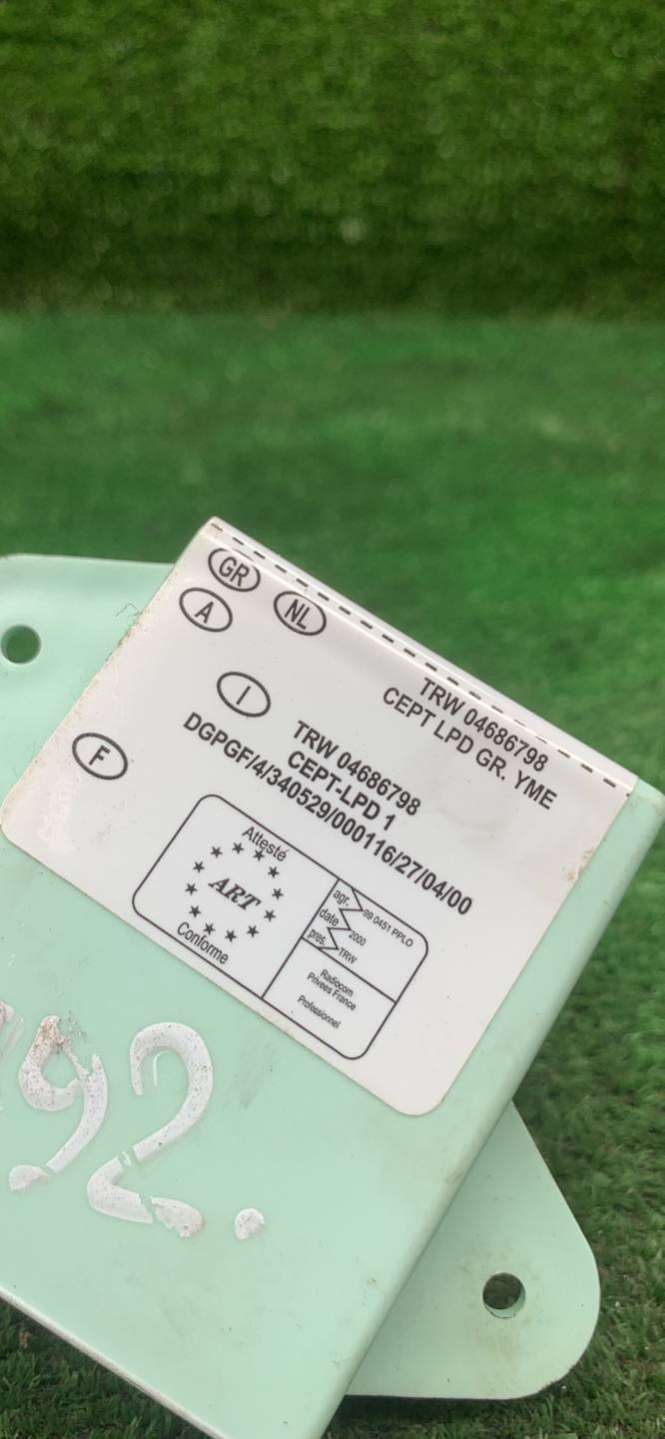 GR
NL
A
TRW 04686798
CEPT LPD GR. YME
I
TRW 04686798
CEPT-LPD 1
DGPGF/4/340529/000116/27/04/00
F
Attesté
ART
Conforme
agr. 99 0451 PPLO
date 2000
pres. TRW
Radiocom
Privées France
Professionnel
92.